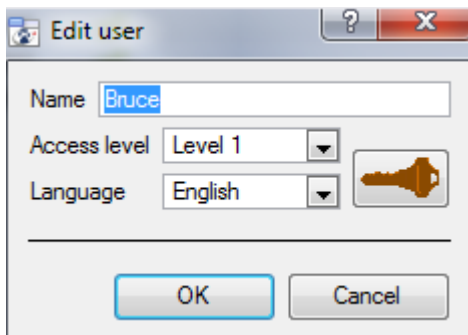 Edit user
?
X
Name Bruce
Access level Level 1
Language English
OK Cancel